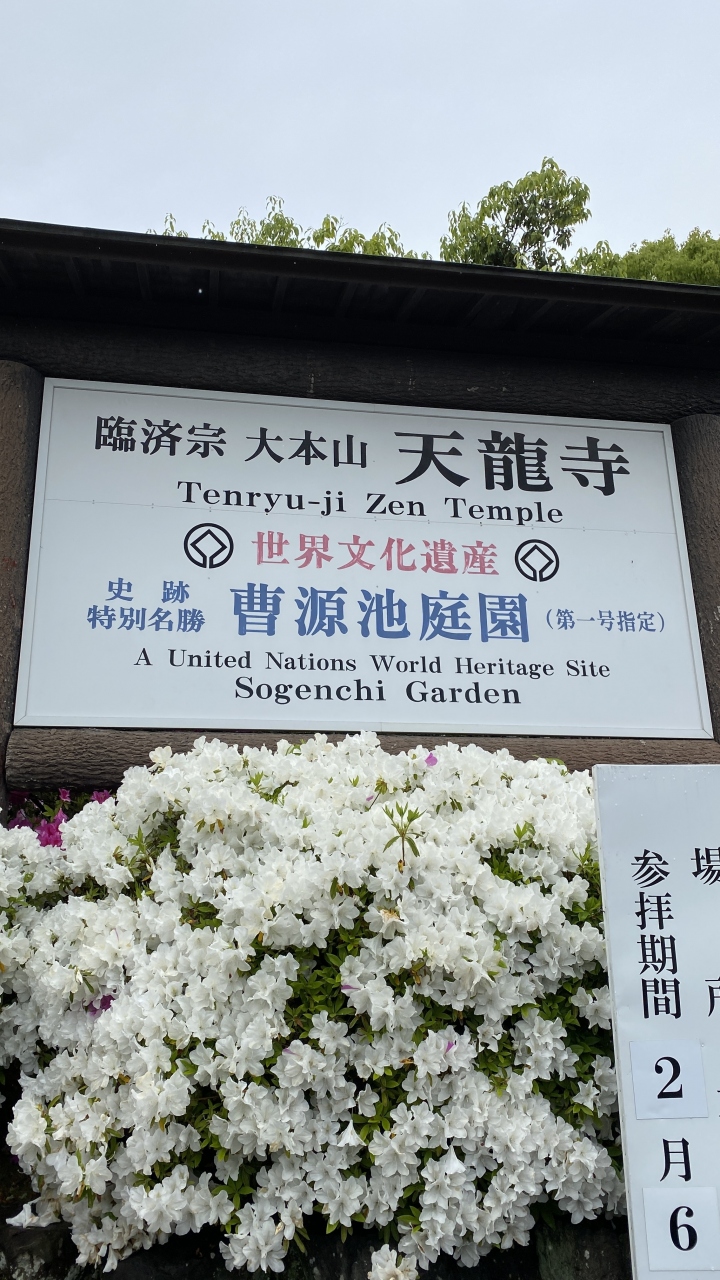 臨済宗 大本山 天龍寺
Tenryu-ji Zen Temple
世界文化遺産
史跡
特別名勝 曹源池庭園 (第一号指定)
A United Nations World Heritage Site
Sogenchi Garden
場
参拝期間
2
月
6